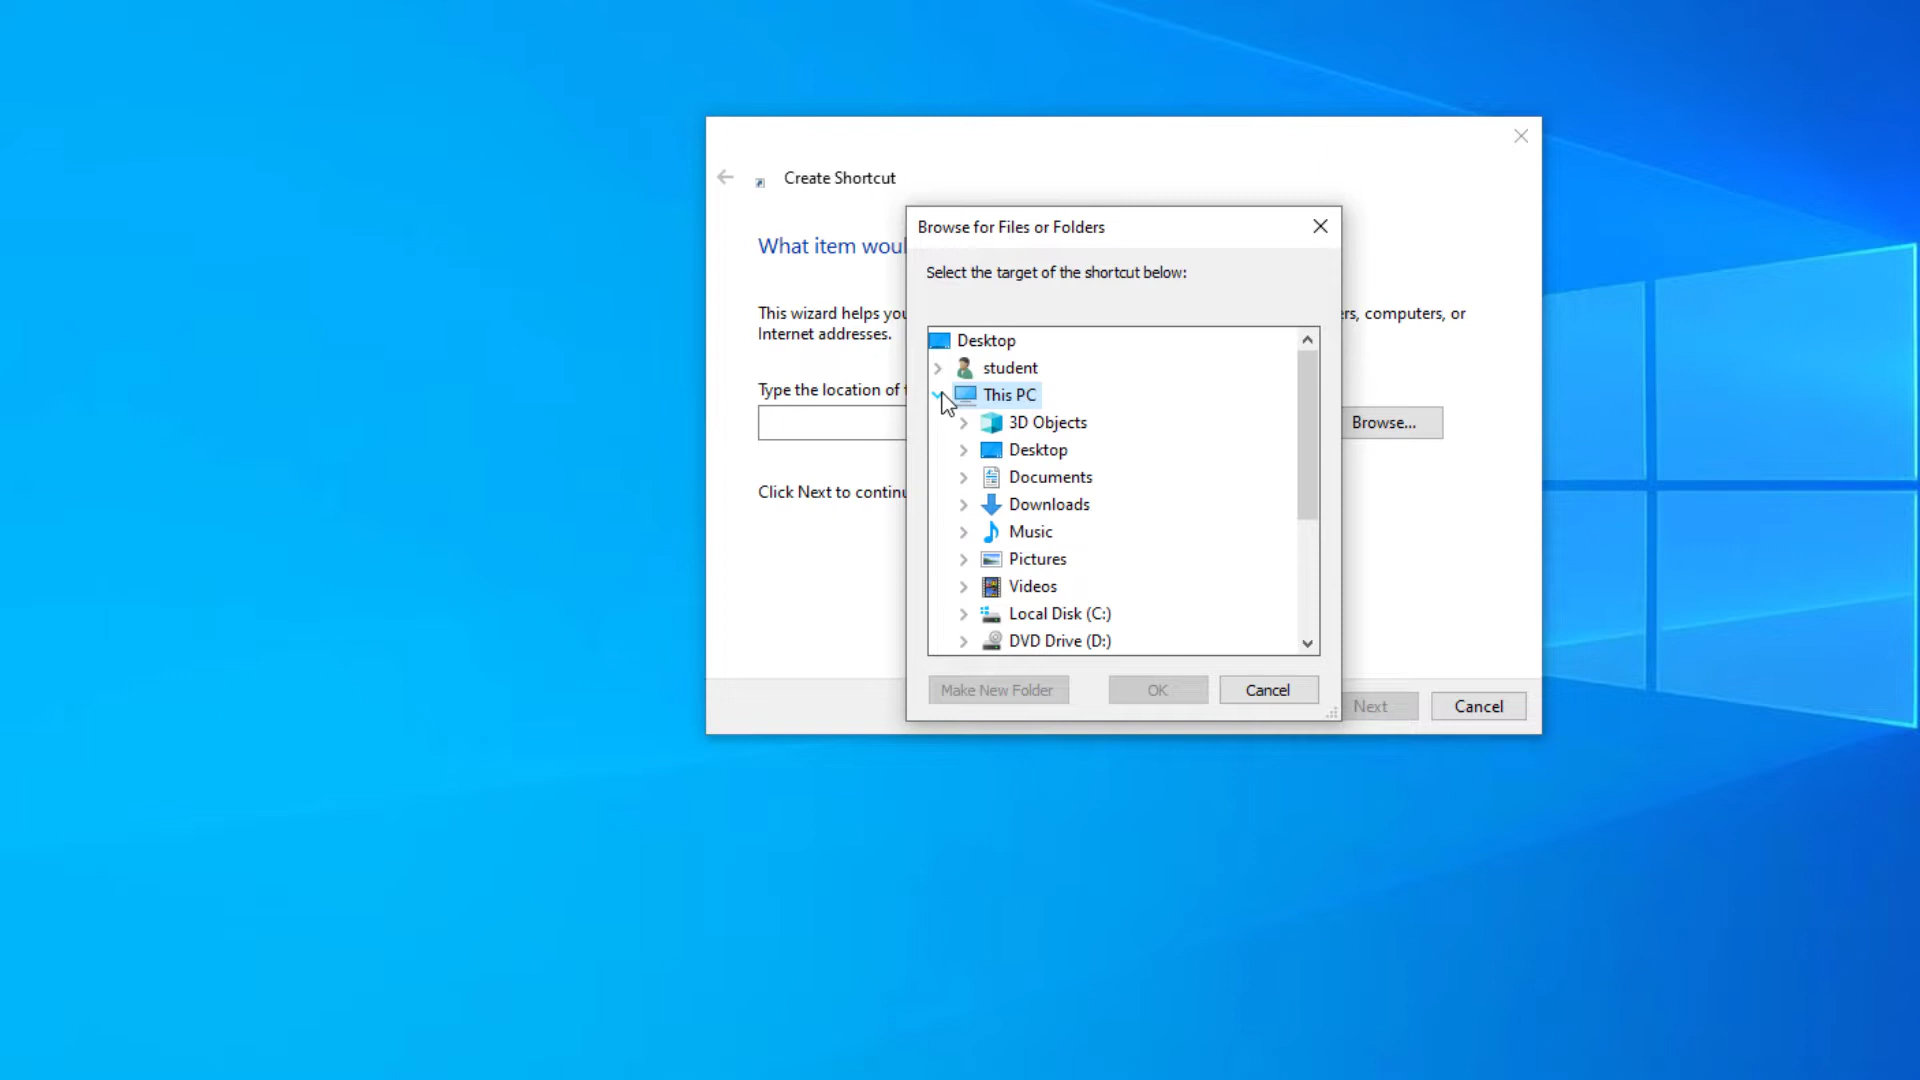 Create Shortcut
Browse for Files or Folders
What item woul
Select the target of the shortcut below:
This wizard helps you
rs, computers, or
Internet addresses.
Desktop
student
Type the location of
This PC
3D Objects
Browse...
Desktop
Documents
Click Next to continu
Downloads
Music
Pictures
Videos
Local Disk (C:)
DVD Drive (D:)
Make New Folder
OK
Cancel
Next
Cancel